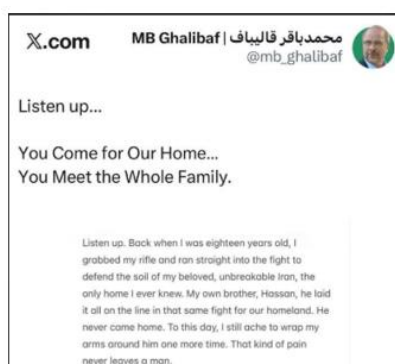 X.com
محمدباقر قالیباف | MB Ghalibaf
@mb_ghalibaf
Listen up...
You Come for Our Home...
You Meet the Whole Family.
Listen up. Back when I was eighteen years old, I
grabbed my rifle and ran straight into the fight to
defend the soil of my beloved, unbreakable Iran, the
only home I ever knew. My own brother, Hassan, he laid
it all on the line in that same fight for our homeland. He
never came home. To this day, I still ache to wrap my
arms around him one more time. That kind of pain
never leaves a man.